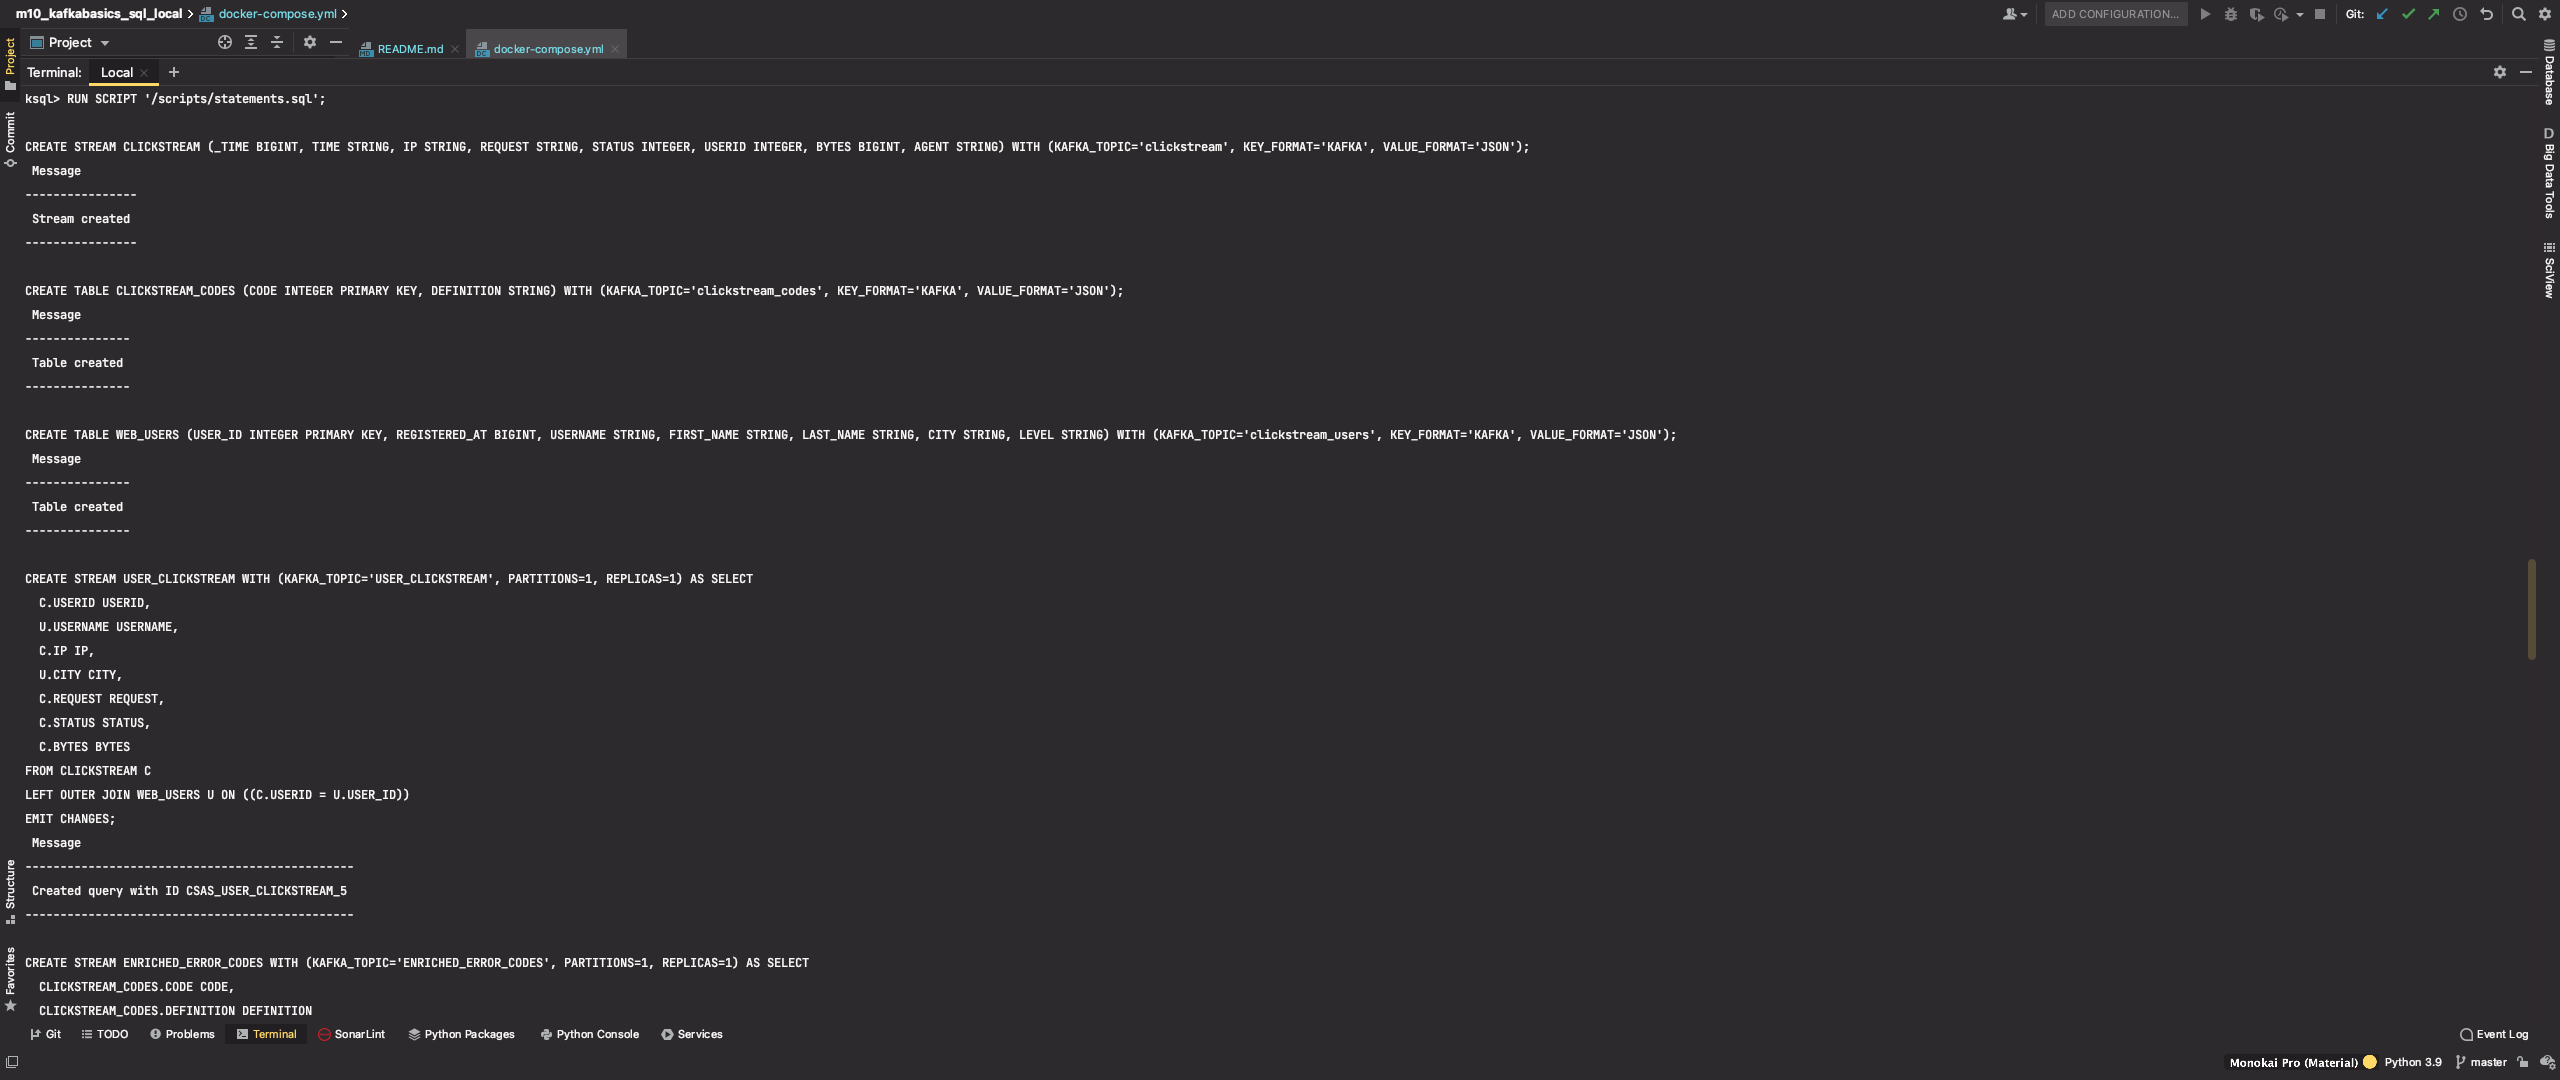 m10_kafkabasics_sql_local docker-compose.yml
ADD CONFIGURATION... Git:
Project
README.md docker-compose.yml
Terminal: Local
ksql> RUN SCRIPT '/scripts/statements.sql';
CREATE STREAM CLICKSTREAM (_TIME BIGINT, TIME STRING, IP STRING, REQUEST STRING, STATUS INTEGER, USERID INTEGER, BYTES BIGINT, AGENT STRING) WITH (KAFKA_TOPIC='clickstream', KEY_FORMAT='KAFKA', VALUE_FORMAT='JSON');
Message
----------------
Stream created
----------------
CREATE TABLE CLICKSTREAM_CODES (CODE INTEGER PRIMARY KEY, DEFINITION STRING) WITH (KAFKA_TOPIC='clickstream_codes', KEY_FORMAT='KAFKA', VALUE_FORMAT='JSON');
Message
---------------
Table created
---------------
CREATE TABLE WEB_USERS (USER_ID INTEGER PRIMARY KEY, REGISTERED_AT BIGINT, USERNAME STRING, FIRST_NAME STRING, LAST_NAME STRING, CITY STRING, LEVEL STRING) WITH (KAFKA_TOPIC='clickstream_users', KEY_FORMAT='KAFKA', VALUE_FORMAT='JSON');
Message
---------------
Table created
---------------
CREATE STREAM USER_CLICKSTREAM WITH (KAFKA_TOPIC='USER_CLICKSTREAM', PARTITIONS=1, REPLICAS=1) AS SELECT
C.USERID USERID,
U.USERNAME USERNAME,
C.IP IP,
U.CITY CITY,
C.REQUEST REQUEST,
C.STATUS STATUS,
C.BYTES BYTES
FROM CLICKSTREAM C
LEFT OUTER JOIN WEB_USERS U ON ((C.USERID = U.USER_ID))
EMIT CHANGES;
Message
-----------------------------------------------
Created query with ID CSAS_USER_CLICKSTREAM_5
-----------------------------------------------
CREATE STREAM ENRICHED_ERROR_CODES WITH (KAFKA_TOPIC='ENRICHED_ERROR_CODES', PARTITIONS=1, REPLICAS=1) AS SELECT
CLICKSTREAM_CODES.CODE CODE,
CLICKSTREAM_CODES.DEFINITION DEFINITION
Project
Commit
Structure
Favorites
Database
D Big Data Tools
SciView
Git TODO Problems Terminal SonarLint Python Packages Python Console Services Event Log
Monokai Pro (Material) Python 3.9 master